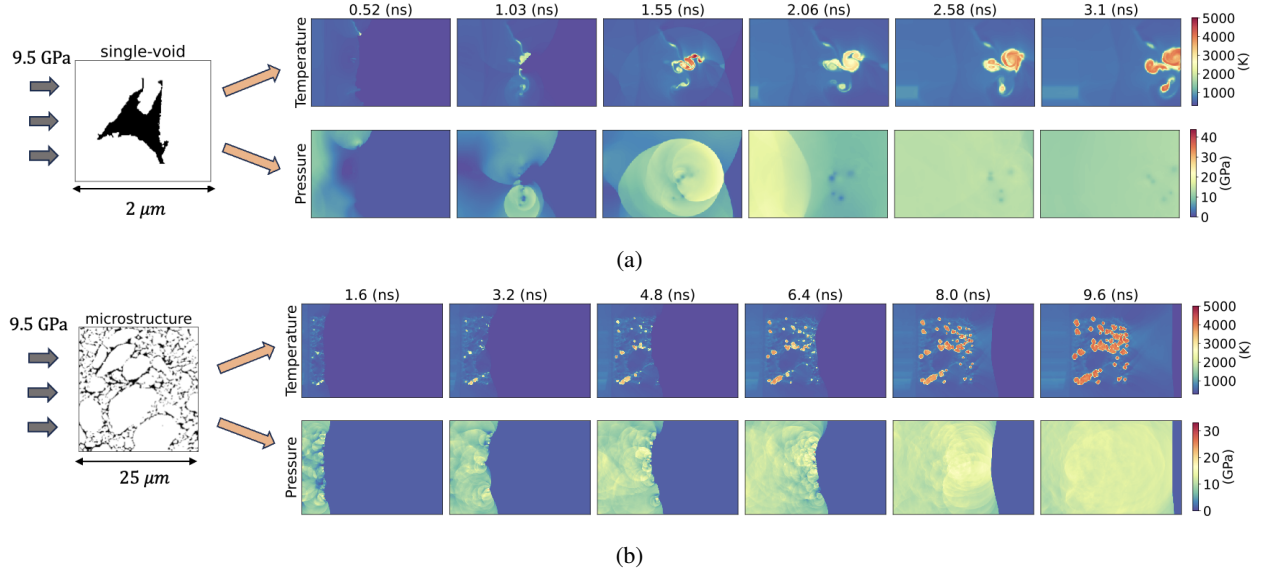 0.52 (ns) 1.03 (ns) 1.55 (ns) 2.06 (ns) 2.58 (ns) 3.1 (ns)
9.5 GPa
single-void
Temperature
5000
4000
3000
2000
1000
(K)
Pressure
40
30
20
10
0
(GPa)
2 μm
(a)
1.6 (ns) 3.2 (ns) 4.8 (ns) 6.4 (ns) 8.0 (ns) 9.6 (ns)
9.5 GPa
microstructure
Temperature
5000
4000
3000
2000
1000
(K)
Pressure
30
20
10
0
(GPa)
25 μm
(b)